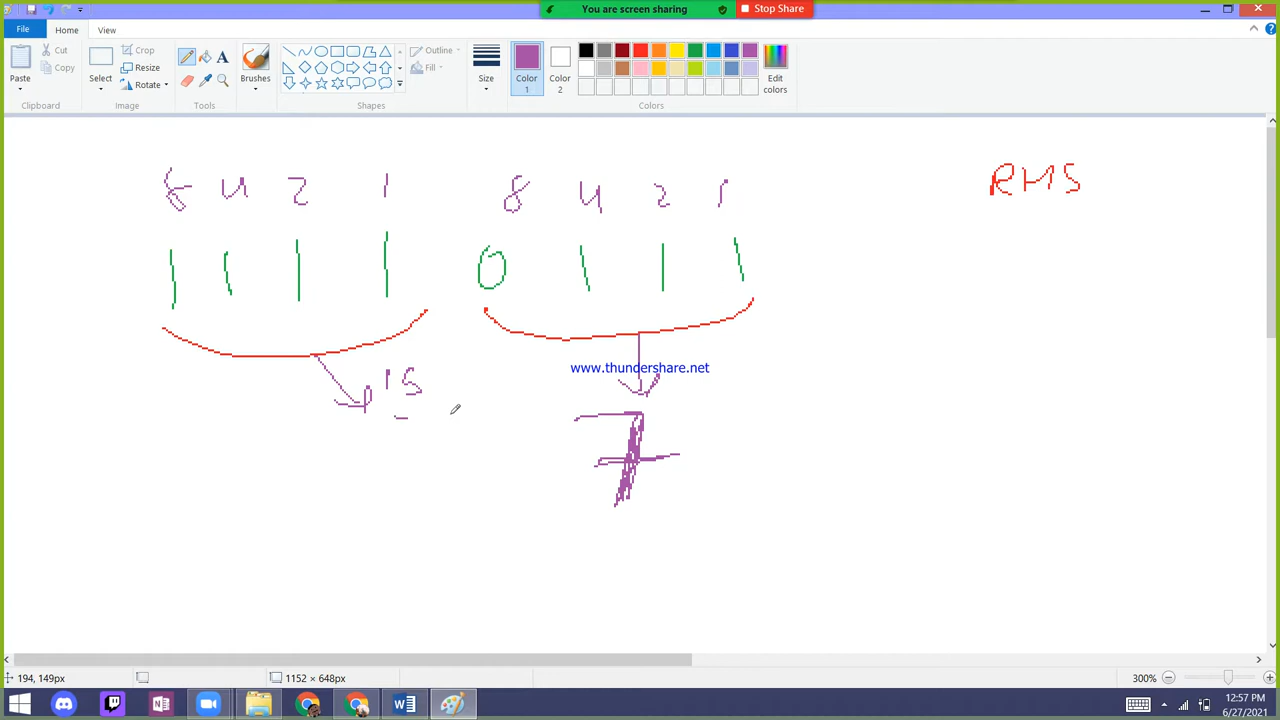 You are screen sharing Stop Share
File Home View
Paste Cut Copy Select Crop Resize Rotate Brushes Outline Fill Size Color 1 Color 2 Edit colors
Clipboard Image Tools Shapes Colors
8 4 2 1 8 4 2 1 RHS
1 1 1 1 0 1 1 1
www.thundershare.net
15
7
194, 149px 1152 × 648px 300%
12:57 PM
6/27/2021